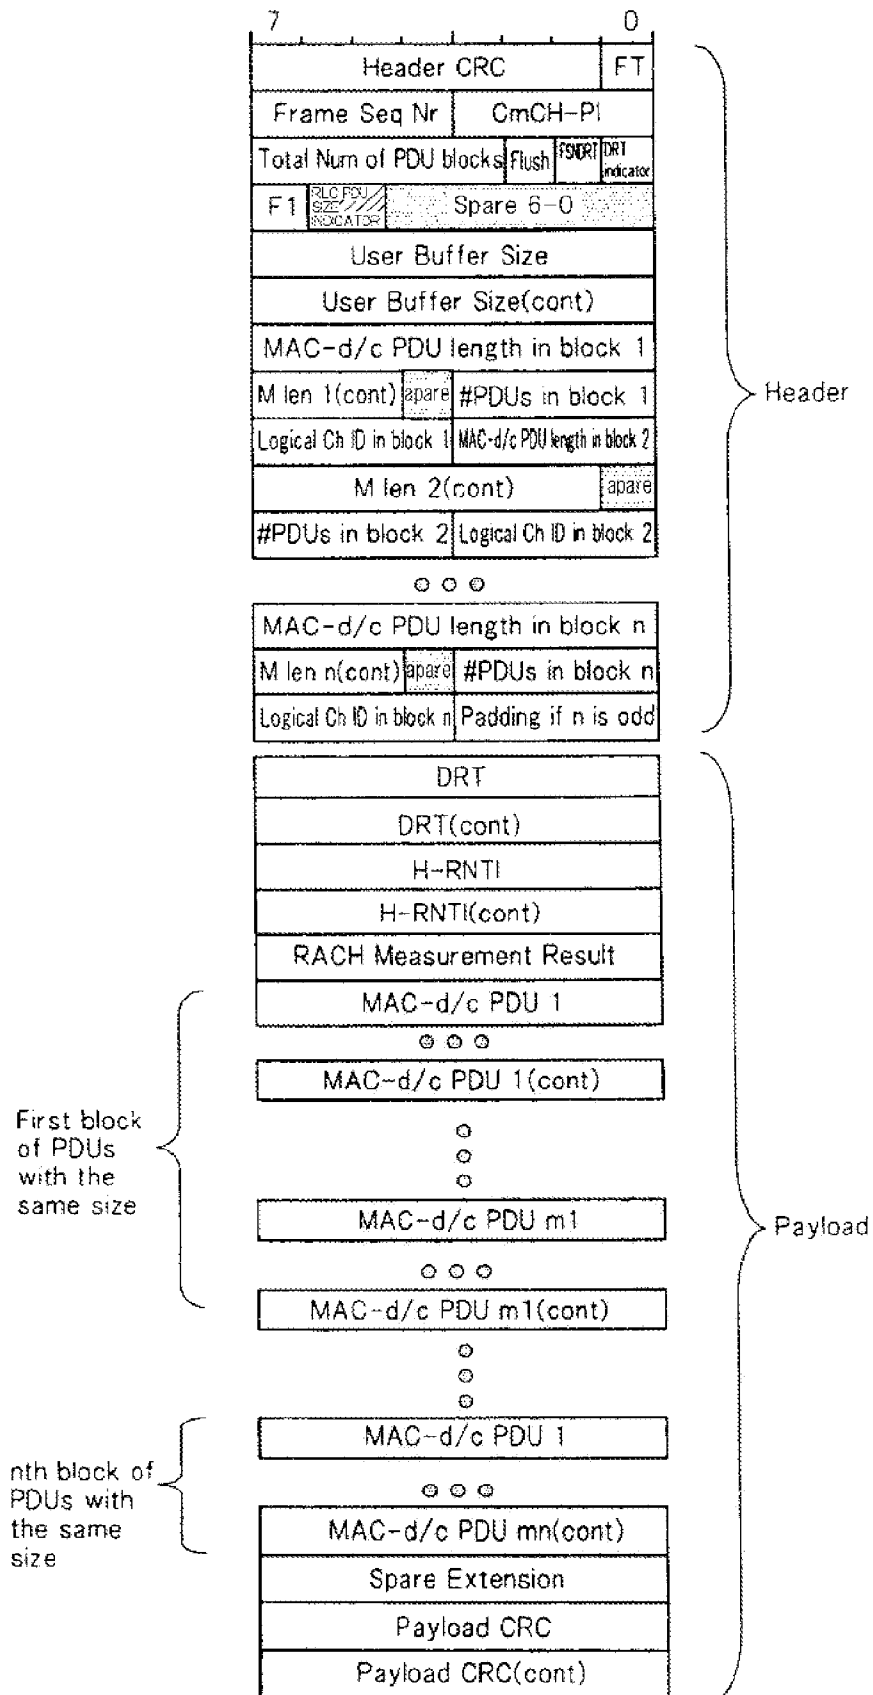 7 0
Header CRC FT
Frame Seq Nr CmCH-PI
Total Num of PDU blocks Flush FSNDRT DRT indicator
F1 RLC PDU SIZE INDICATOR Spare 6-0
User Buffer Size
User Buffer Size(cont)
MAC-d/c PDU length in block 1
M len 1(cont) apare #PDUs in block 1
Header
Logical Ch ID in block 1 MAC-d/c PDU length in block 2
M len 2(cont) apare
#PDUs in block 2 Logical Ch ID in block 2
MAC-d/c PDU length in block n
M len n(cont) apare #PDUs in block n
Logical Ch ID in block n Padding if n is odd
DRT
DRT(cont)
H-RNTI
H-RNTI(cont)
RACH Measurement Result
MAC-d/c PDU 1
MAC-d/c PDU 1(cont)
First block
of PDUs
with the
same size
MAC-d/c PDU m1
Payload
MAC-d/c PDU m1(cont)
MAC-d/c PDU 1
nth block of
PDUs with
the same
size
MAC-d/c PDU mn(cont)
Spare Extension
Payload CRC
Payload CRC(cont)